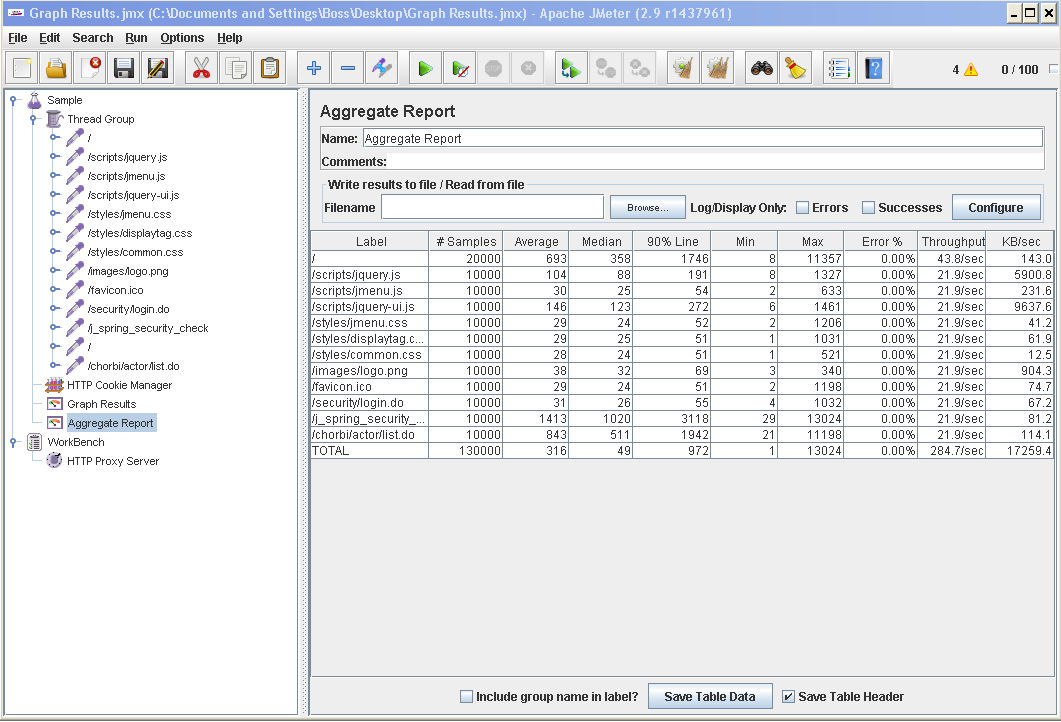 Graph Results.jmx (C:\Documents and Settings\Boss\Desktop\Graph Results.jmx) - Apache JMeter (2.9 r1437961)
File Edit Search Run Options Help
4 0 / 100
Sample
Thread Group
/
/scripts/jquery.js
/scripts/jmenu.js
/scripts/jquery-ui.js
/styles/jmenu.css
/styles/displaytag.css
/styles/common.css
/images/logo.png
/favicon.ico
/security/login.do
/j_spring_security_check
/
/chorbi/actor/list.do
HTTP Cookie Manager
Graph Results
Aggregate Report
WorkBench
HTTP Proxy Server
Aggregate Report
Name: Aggregate Report
Comments:
Write results to file / Read from file
Filename Browse... Log/Display Only: Errors Successes Configure
Label # Samples Average Median 90% Line Min Max Error % Throughput KB/sec
/ 20000 693 358 1746 8 11357 0.00% 43.8/sec 143.0
/scripts/jquery.js 10000 104 88 191 8 1327 0.00% 21.9/sec 5900.8
/scripts/jmenu.js 10000 30 25 54 2 633 0.00% 21.9/sec 231.6
/scripts/jquery-ui.js 10000 146 123 272 6 1461 0.00% 21.9/sec 9637.6
/styles/jmenu.css 10000 29 24 52 2 1206 0.00% 21.9/sec 41.2
/styles/displaytag.c... 10000 29 25 51 1 1031 0.00% 21.9/sec 61.9
/styles/common.css 10000 28 24 51 1 521 0.00% 21.9/sec 12.5
/images/logo.png 10000 38 32 69 3 340 0.00% 21.9/sec 904.3
/favicon.ico 10000 29 24 51 2 1198 0.00% 21.9/sec 74.7
/security/login.do 10000 31 26 55 4 1032 0.00% 21.9/sec 67.2
/j_spring_security_... 10000 1413 1020 3118 29 13024 0.00% 21.9/sec 81.2
/chorbi/actor/list.do 10000 843 511 1942 21 11198 0.00% 21.9/sec 114.1
TOTAL 130000 316 49 972 1 13024 0.00% 284.7/sec 17259.4
Include group name in label? Save Table Data Save Table Header